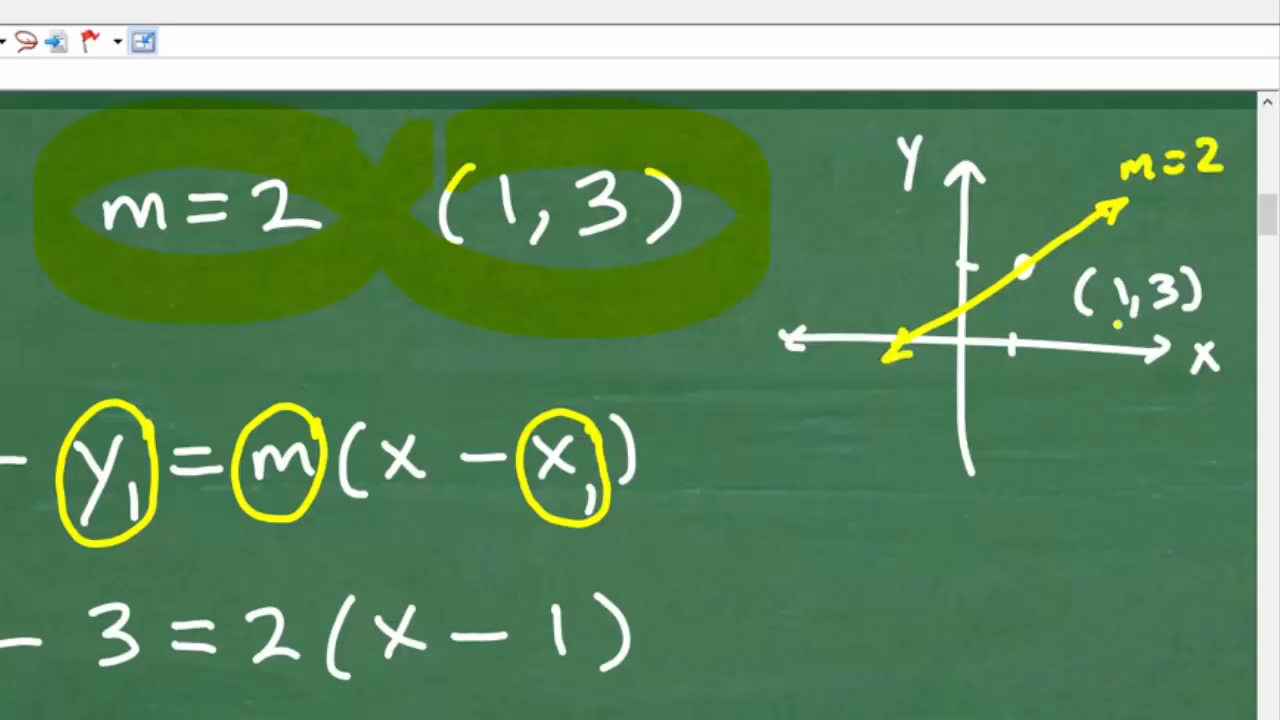 m = 2 (1, 3)
y
m = 2
(1, 3)
x
- y₁ = m(x - x₁)
- 3 = 2(x - 1)